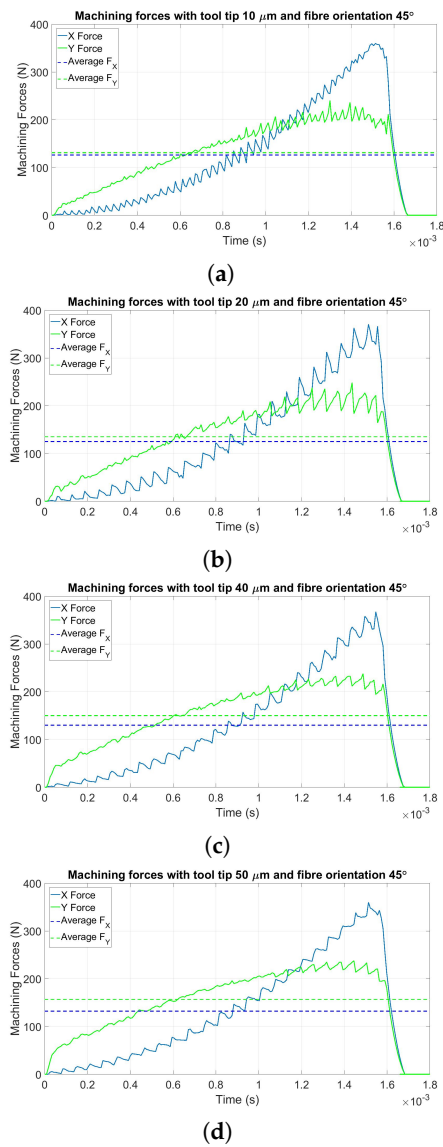 Machining forces with tool tip 10 μm and fibre orientation 45°
Machining Forces (N)
400
300
200
100
0
X Force
Y Force
Average F_X
Average F_Y
0 0.2 0.4 0.6 0.8 1 1.2 1.4 1.6 1.8
Time (s)
×10⁻³
(a)
Machining forces with tool tip 20 μm and fibre orientation 45°
Machining Forces (N)
400
300
200
100
0
X Force
Y Force
Average F_X
Average F_Y
0 0.2 0.4 0.6 0.8 1 1.2 1.4 1.6 1.8
Time (s)
×10⁻³
(b)
Machining forces with tool tip 40 μm and fibre orientation 45°
Machining Forces (N)
400
300
200
100
0
X Force
Y Force
Average F_X
Average F_Y
0 0.2 0.4 0.6 0.8 1 1.2 1.4 1.6 1.8
Time (s)
×10⁻³
(c)
Machining forces with tool tip 50 μm and fibre orientation 45°
Machining Forces (N)
400
300
200
100
0
X Force
Y Force
Average F_X
Average F_Y
0 0.2 0.4 0.6 0.8 1 1.2 1.4 1.6 1.8
Time (s)
×10⁻³
(d)